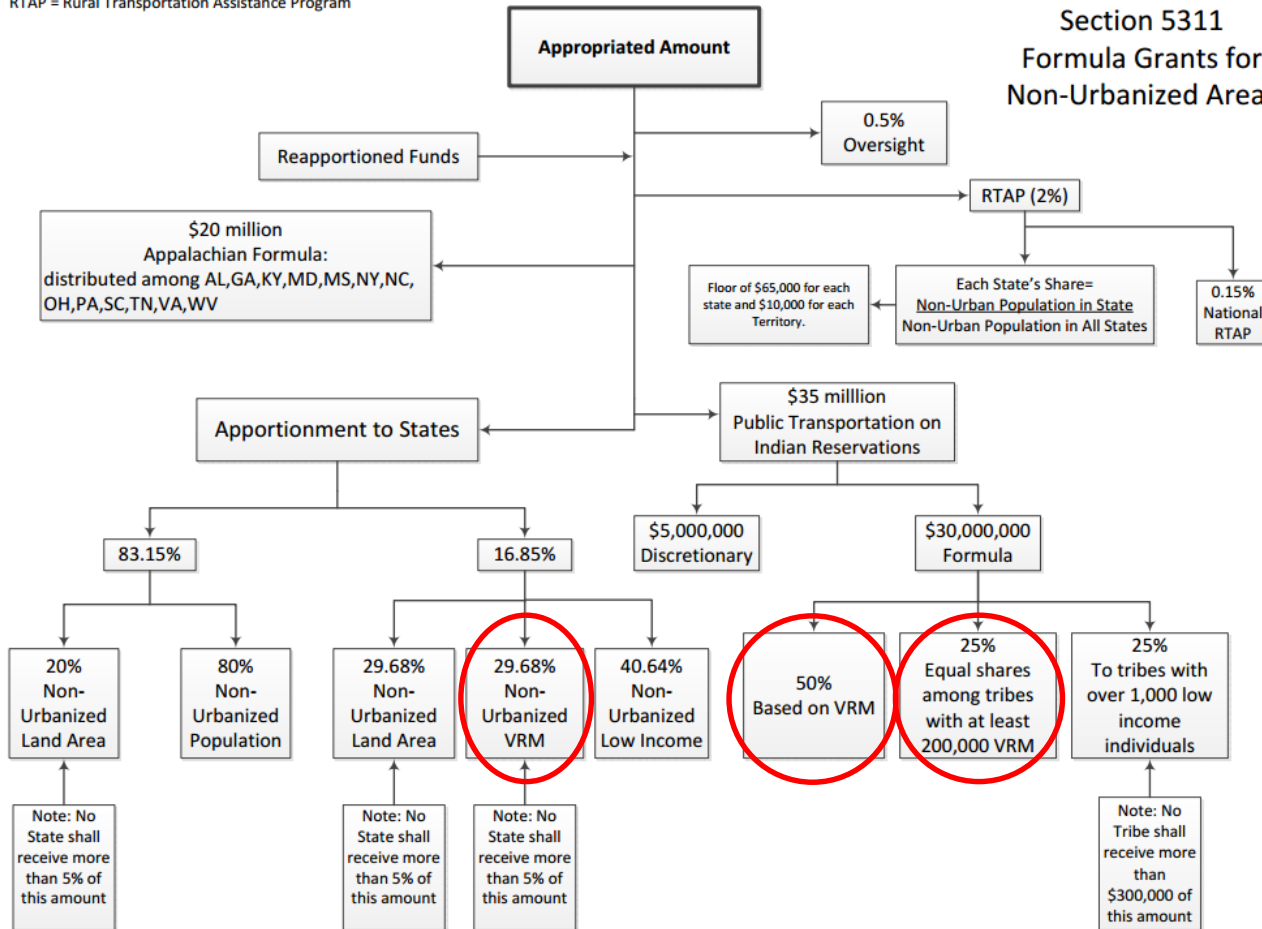 RTAP = Rural Transportation Assistance Program
Section 5311
Formula Grants for
Non-Urbanized Area
Appropriated Amount
0.5%
Oversight
Reapportioned Funds
RTAP (2%)
$20 million
Appalachian Formula:
distributed among AL,GA,KY,MD,MS,NY,NC,
OH,PA,SC,TN,VA,WV
Floor of $65,000 for each
state and $10,000 for each
Territory.
Each State's Share=
Non-Urban Population in State
Non-Urban Population in All States
0.15%
National
RTAP
Apportionment to States
$35 milllion
Public Transportation on
Indian Reservations
83.15%
16.85%
$5,000,000
Discretionary
$30,000,000
Formula
20%
Non-
Urbanized
Land Area
80%
Non-
Urbanized
Population
29.68%
Non-
Urbanized
Land Area
29.68%
Non-
Urbanized
VRM
40.64%
Non-
Urbanized
Low Income
50%
Based on VRM
25%
Equal shares
among tribes
with at least
200,000 VRM
25%
To tribes with
over 1,000 low
income
individuals
Note: No
State shall
receive more
than 5% of
this amount
Note: No
State shall
receive more
than 5% of
this amount
Note: No
State shall
receive more
than 5% of
this amount
Note: No
Tribe shall
receive more
than
$300,000 of
this amount